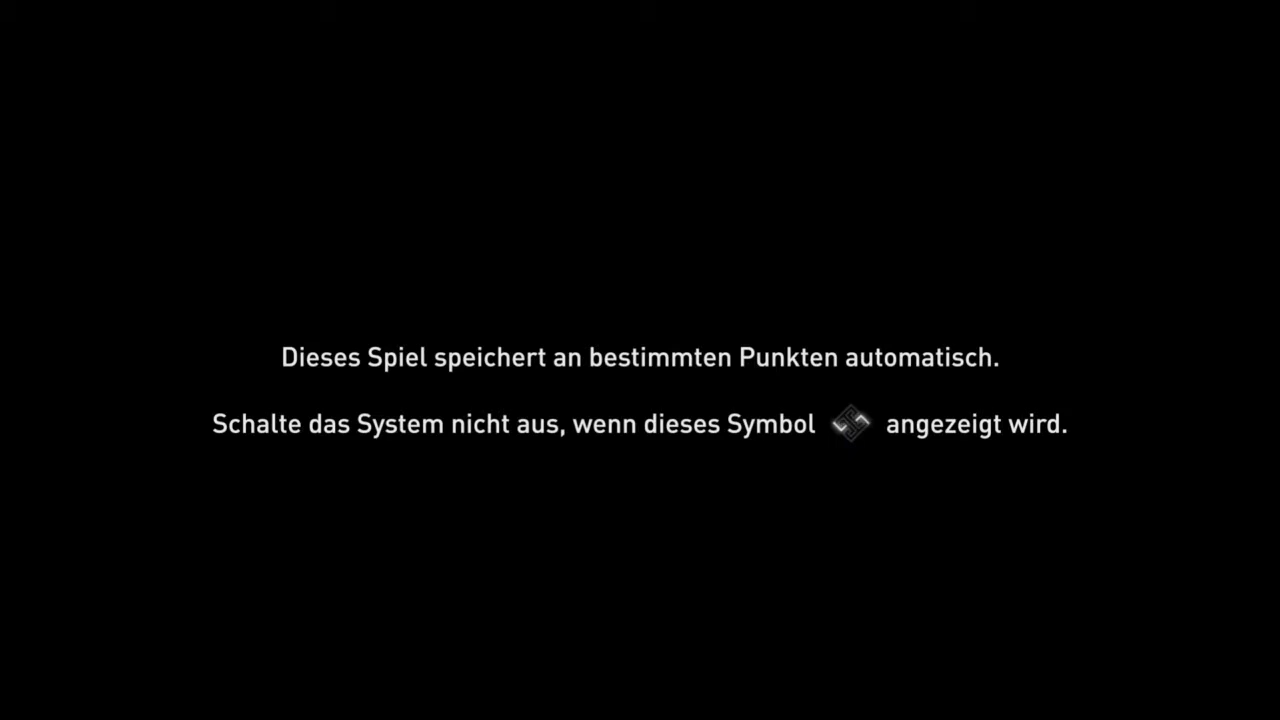 Dieses Spiel speichert an bestimmten Punkten automatisch.
Schalte das System nicht aus, wenn dieses Symbol angezeigt wird.